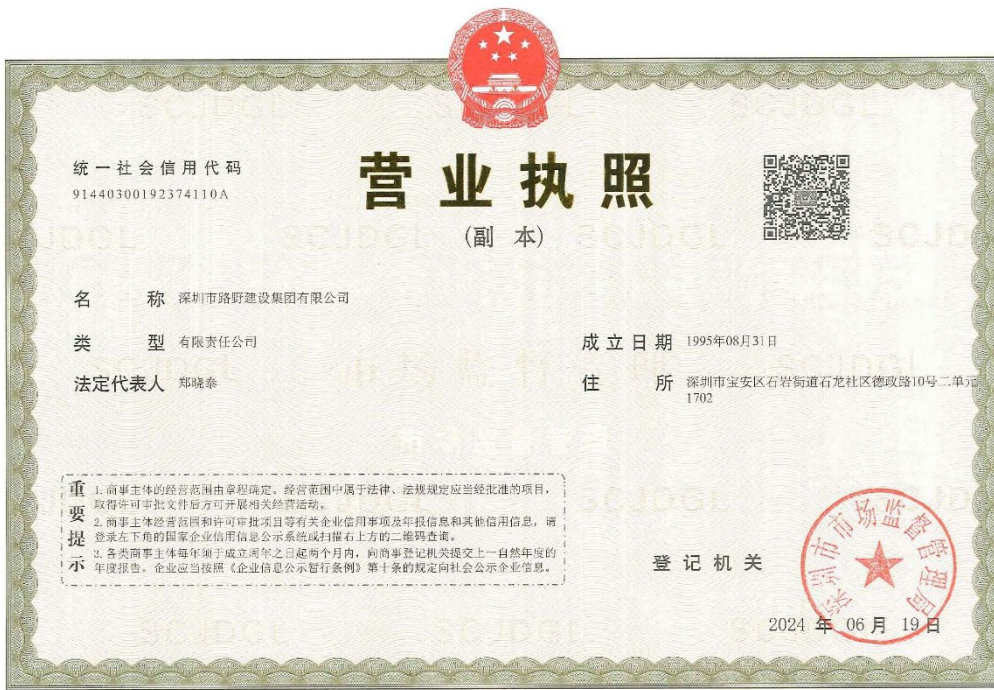 统一社会信用代码
91440300192374110A
营业执照
(副 本)
名 称 深圳市路野建设集团有限公司
类 型 有限责任公司
成立日期 1995年08月31日
法定代表人 郑晓泰
住 所 深圳市宝安区石岩街道石龙社区德政路10号二单元
1702
重要提示
1. 商事主体的经营范围由章程确定。经营范围中属于法律、法规规定应当经批准的项目,
取得许可审批文件后方可开展相关经营活动。
2. 商事主体经营范围和许可审批项目等有关企业信用事项及年报信息和其他信用信息, 请
登录左下角的国家企业信用信息公示系统或扫描右上方的二维码查询。
3. 各类商事主体每年须于成立周年之日起两个月内, 向商事登记机关提交上一自然年度的
年度报告。企业应当按照《企业信息公示暂行条例》第十条的规定向社会公示企业信息。
登记机关
深圳市市场监督管理局
2024 年 06 月 19 日
SCJDGL